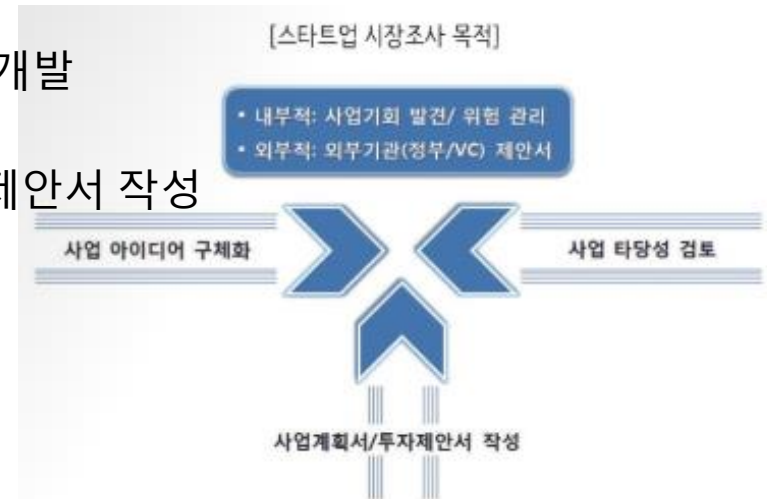 [스타트업 시장조사 목적]
개발
• 내부적: 사업기회 발견/ 위험 관리
• 외부적: 외부기관(정부/VC) 제안서
제안서 작성
사업 아이디어 구체화
사업 타당성 검토
사업계획서/투자제안서 작성